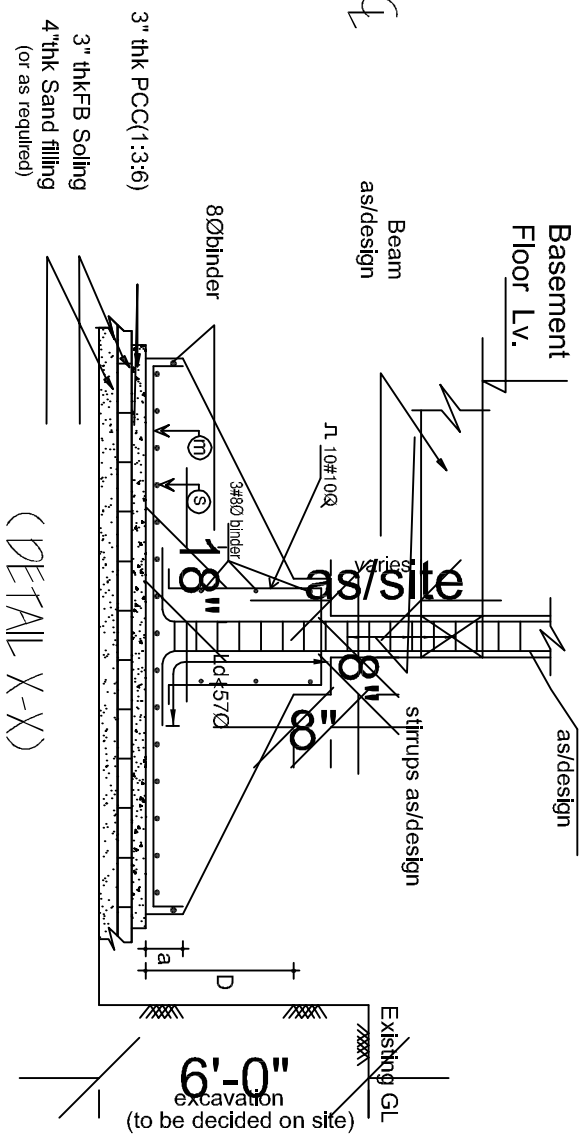 Basement
Floor Lv.
Beam
as/design
as/design
8Øbinder
3" thk PCC(1:3:6)
3" thkFB Soling
4"thk Sand filling
(or as required)
10#10Ø
3#8Ø binder
m
s
18"
varies
as/site
Ld<57Ø
8"
8"
stirrups as/design
a
D
Existing GL
6'-0"
excavation
(to be decided on site)
(DETAIL X-X)